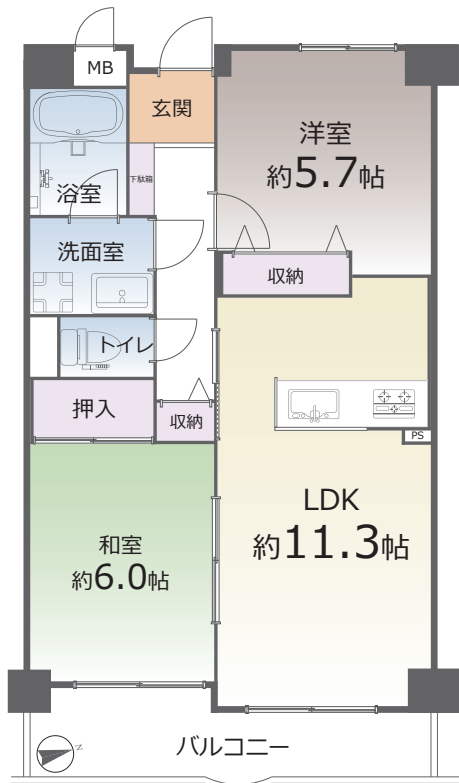 MB
玄関
洋室
約5.7帖
下駄箱
浴室
洗面室
収納
トイレ
押入
収納
PS
LDK
約11.3帖
和室
約6.0帖
バルコニー
N